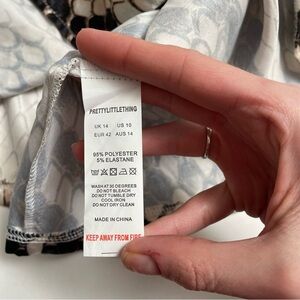 PRETTYLITTLETHING
UK 14 US 10
EUR 42 AUS 14
95% POLYESTER
5% ELASTANE
WASH AT 30 DEGREES
DO NOT BLEACH
DO NOT TUMBLE DRY
COOL IRON
DO NOT DRY CLEAN
MADE IN CHINA
KEEP AWAY FROM FIRE